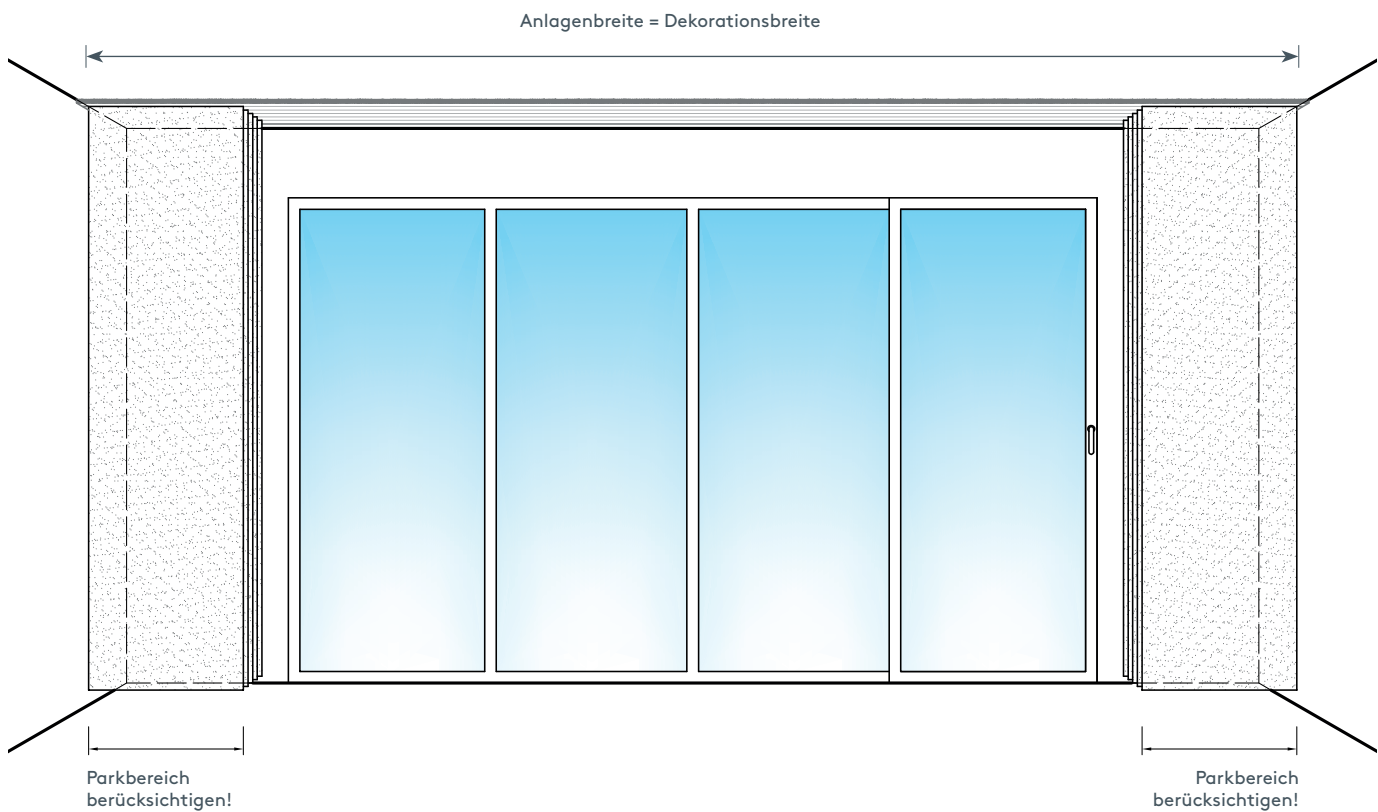 Anlagenbreite = Dekorationsbreite
Parkbereich
berücksichtigen!
Parkbereich
berücksichtigen!